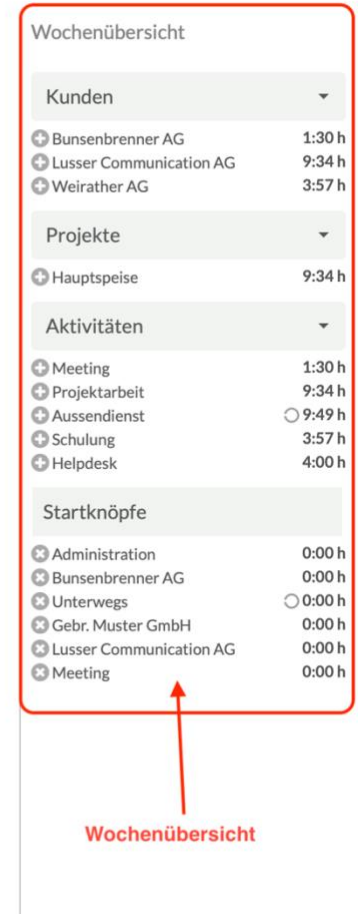 Wochenübersicht
Kunden
Bunsenbrenner AG 1:30 h
Lusser Communication AG 9:34 h
Weirather AG 3:57 h
Projekte
Hauptspeise 9:34 h
Aktivitäten
Meeting 1:30 h
Projektarbeit 9:34 h
Aussendienst 9:49 h
Schulung 3:57 h
Helpdesk 4:00 h
Startknöpfe
Administration 0:00 h
Bunsenbrenner AG 0:00 h
Unterwegs 0:00 h
Gebr. Muster GmbH 0:00 h
Lusser Communication AG 0:00 h
Meeting 0:00 h
Wochenübersicht